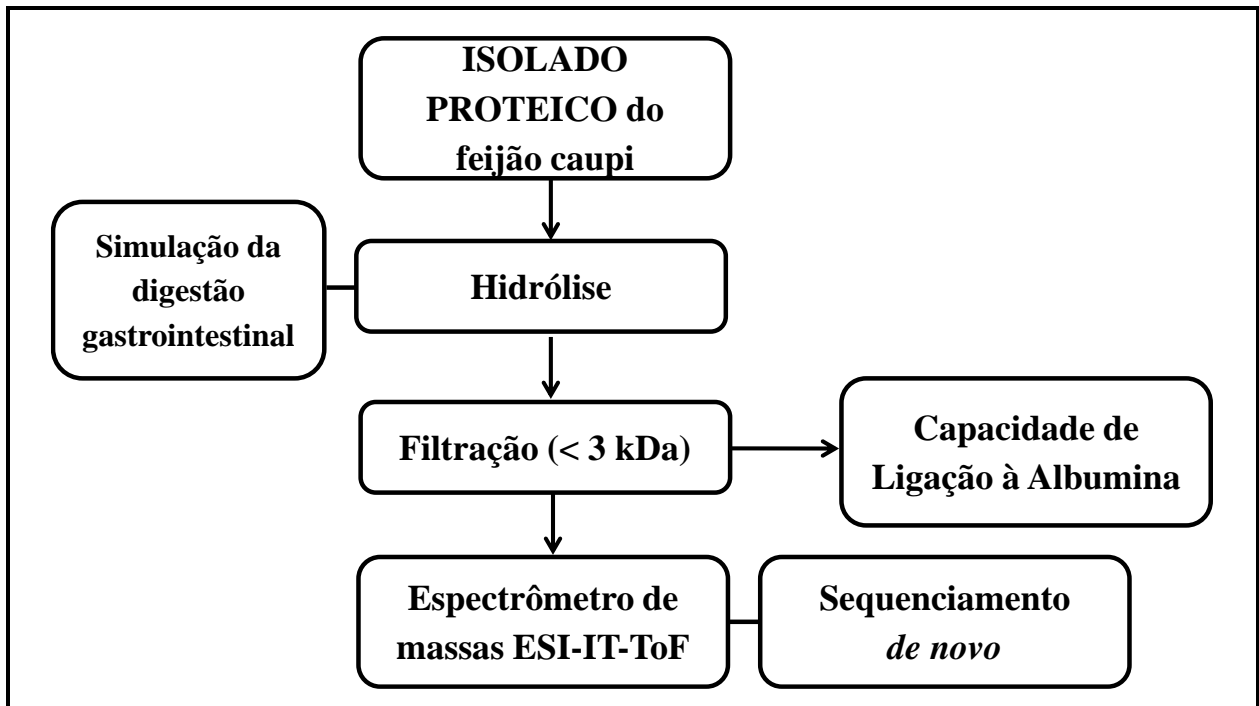 ISOLADO
PROTEICO do
feijão caupi
Simulação da
digestão
gastrointestinal
Hidrólise
Filtração (< 3 kDa)
Capacidade de
Ligação à Albumina
Espectrômetro de
massas ESI-IT-ToF
Sequenciamento
de novo